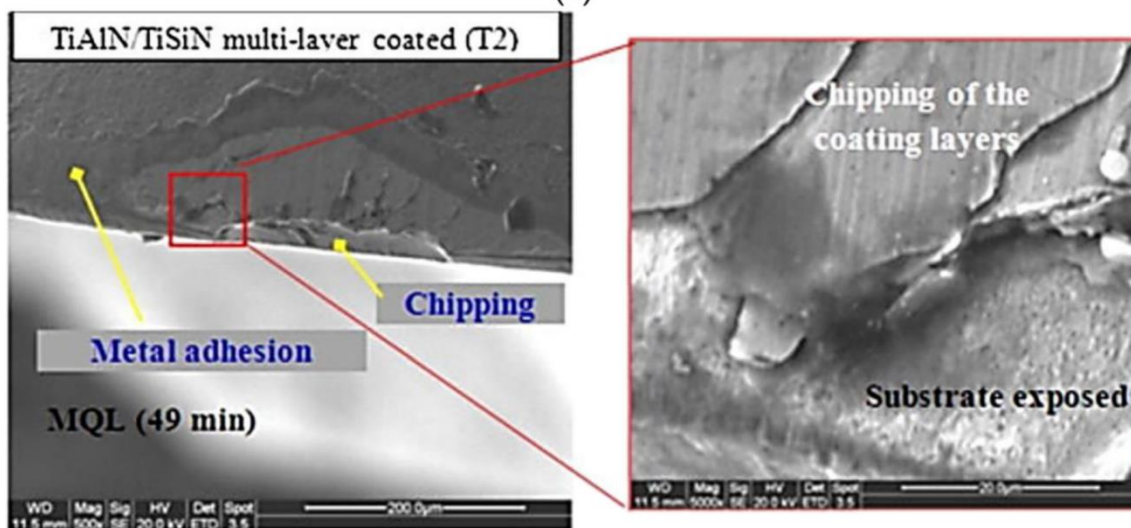 TiAlN/TiSiN multi-layer coated (T2)
Chipping of the
coating layers
Chipping
Metal adhesion
Substrate exposed
MQL (49 min)
WD Mag Sig HV Det Spot
11.5 mm 500x SE 20.0 kV ETD 3.5
200.0µm
WD Mag Sig HV Det Spot
11.5 mm 5000x SE 20.0 kV ETD 3.5
20.0µm